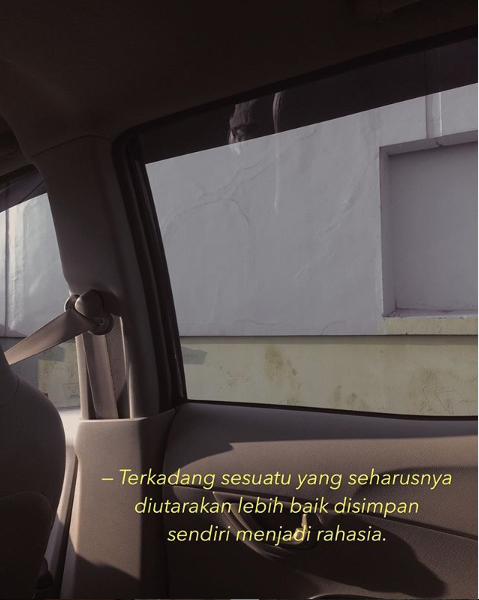 – Terkadang sesuatu yang seharusnya
diutarakan lebih baik disimpan
sendiri menjadi rahasia.